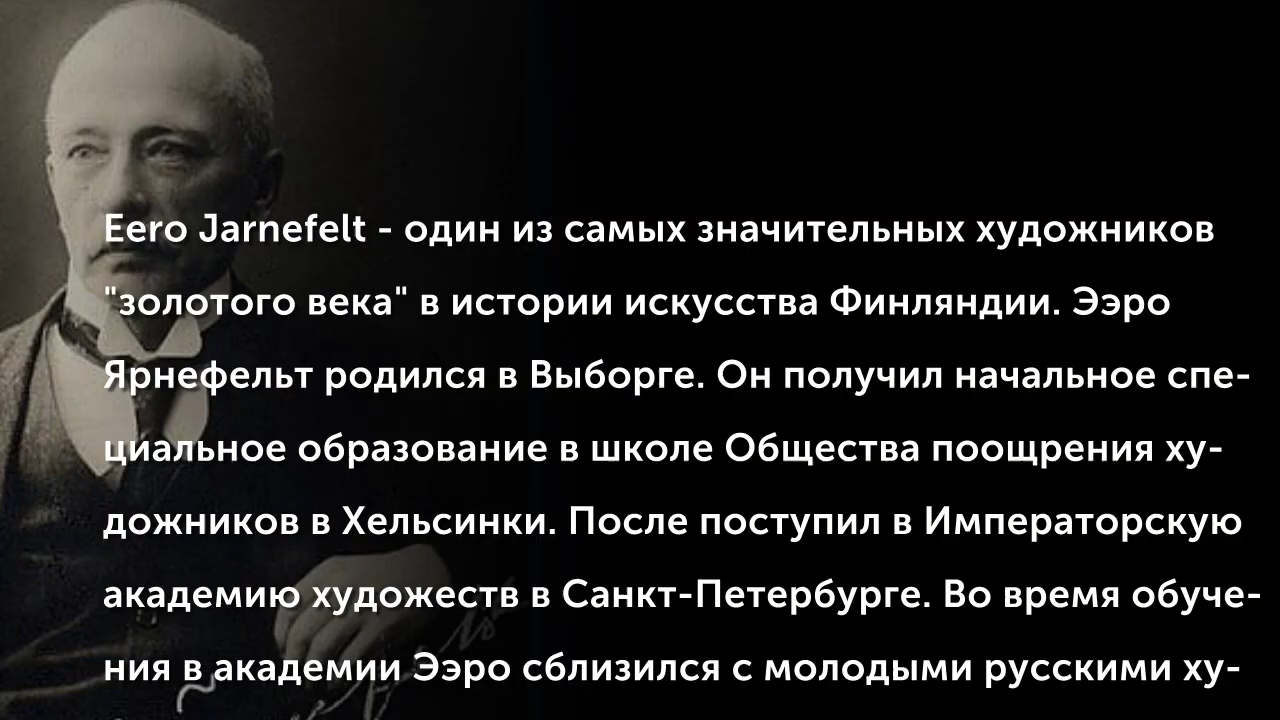 Eero Jarnefelt - один из самых значительных художников
"золотого века" в истории искусства Финляндии. Ээро
Ярнефельт родился в Выборге. Он получил начальное спе-
циальное образование в школе Общества поощрения ху-
дожников в Хельсинки. После поступил в Императорскую
академию художеств в Санкт-Петербурге. Во время обуче-
ния в академии Ээро сблизился с молодыми русскими ху-